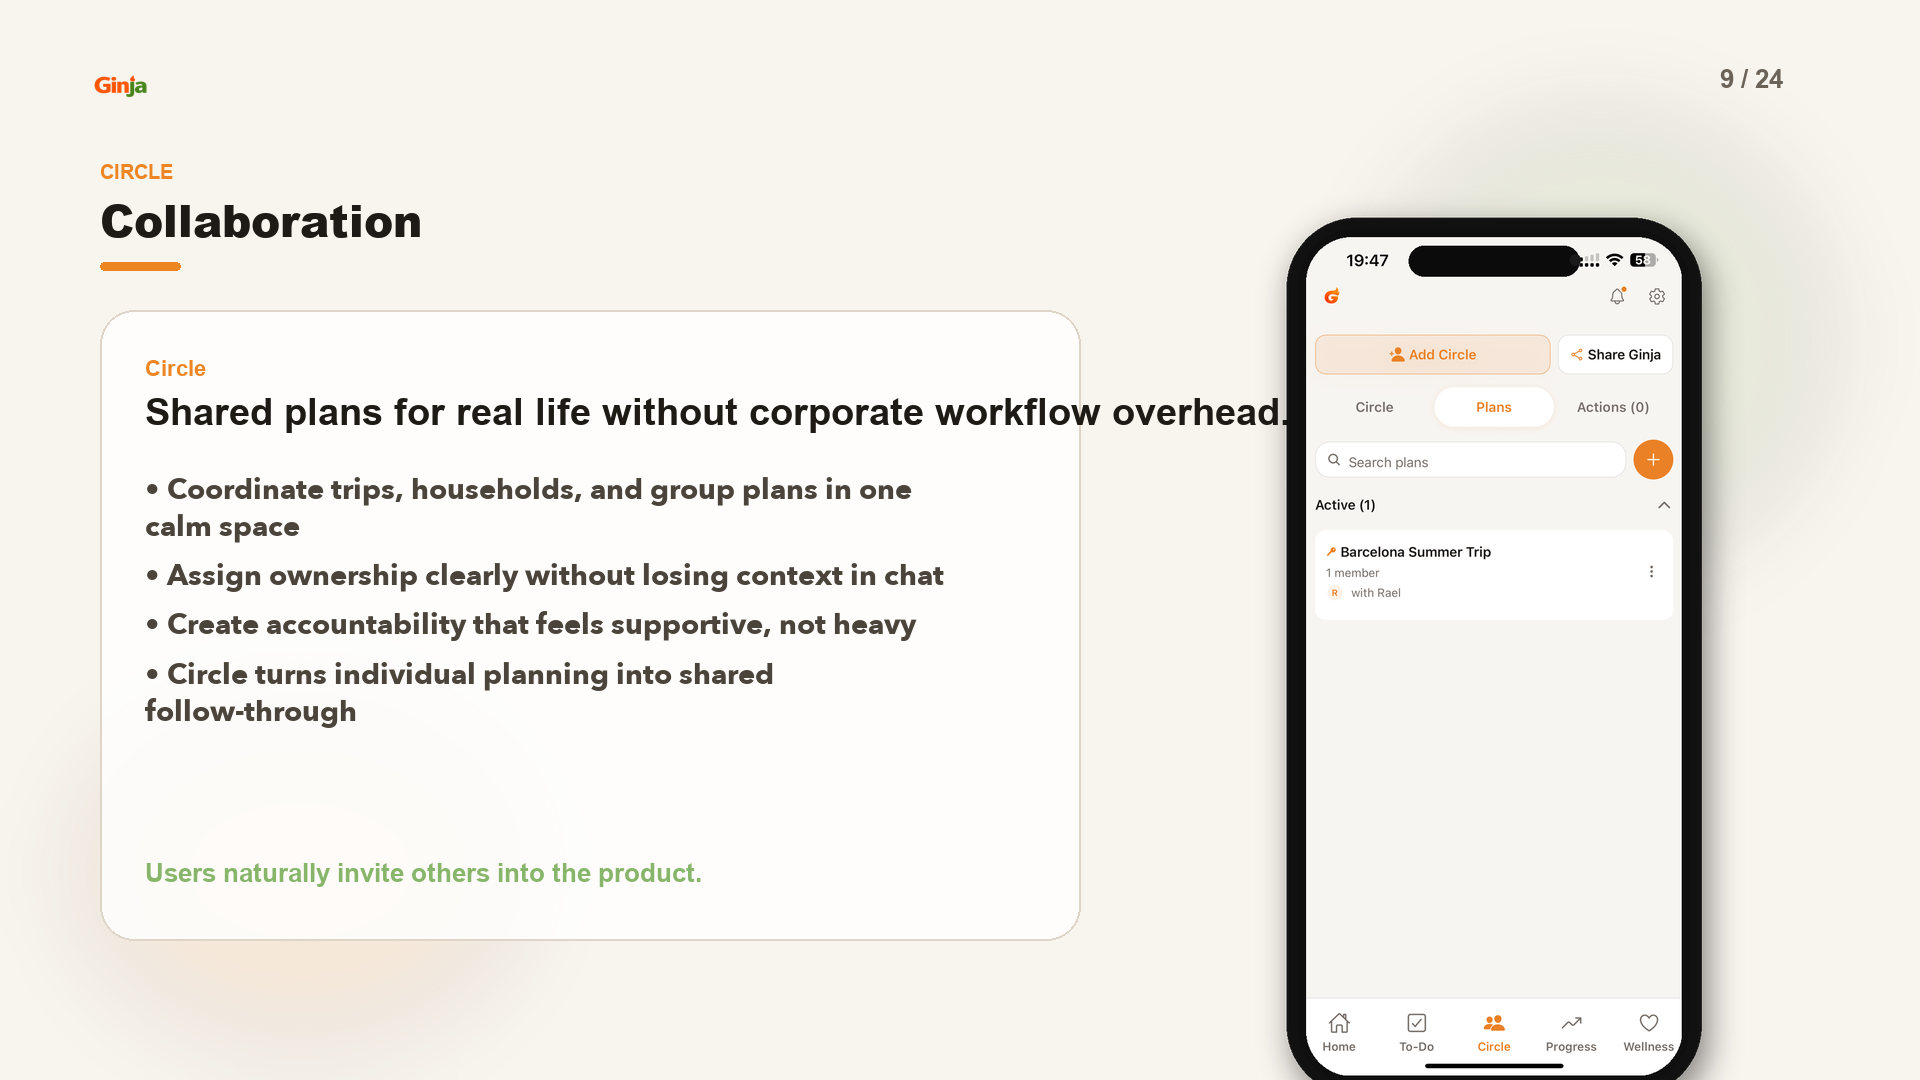 Ginja
9 / 24
CIRCLE
Collaboration
Circle
Shared plans for real life without corporate workflow overhead.
• Coordinate trips, households, and group plans in one
calm space
• Assign ownership clearly without losing context in chat
• Create accountability that feels supportive, not heavy
• Circle turns individual planning into shared
follow-through
Users naturally invite others into the product.
19:47
58
G
Add Circle
Share Ginja
Circle
Plans
Actions (0)
Search plans
Active (1)
Barcelona Summer Trip
1 member
R with Rael
Home
To-Do
Circle
Progress
Wellness